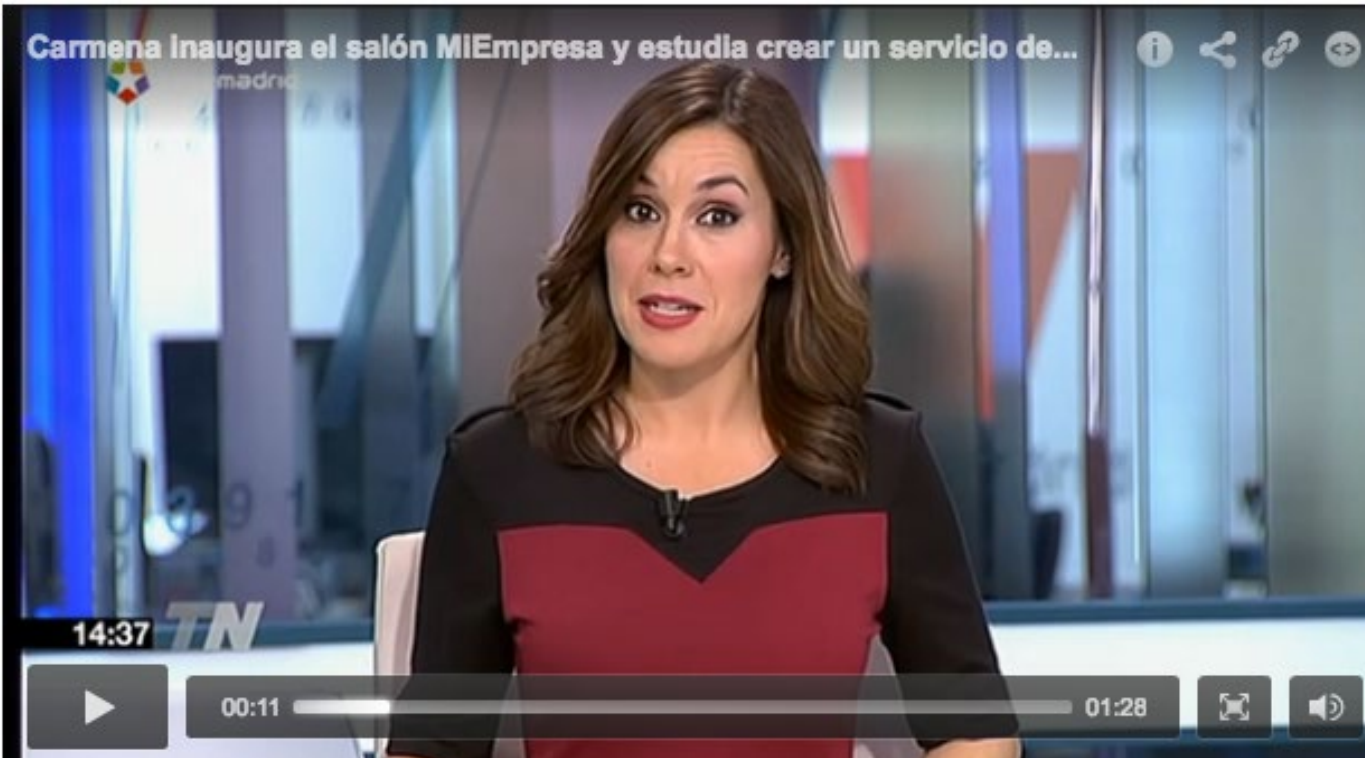 Carmena inaugura el salón MiEmpresa y estudia crear un servicio de...
madrid
14:37 TN
00:11 01:28